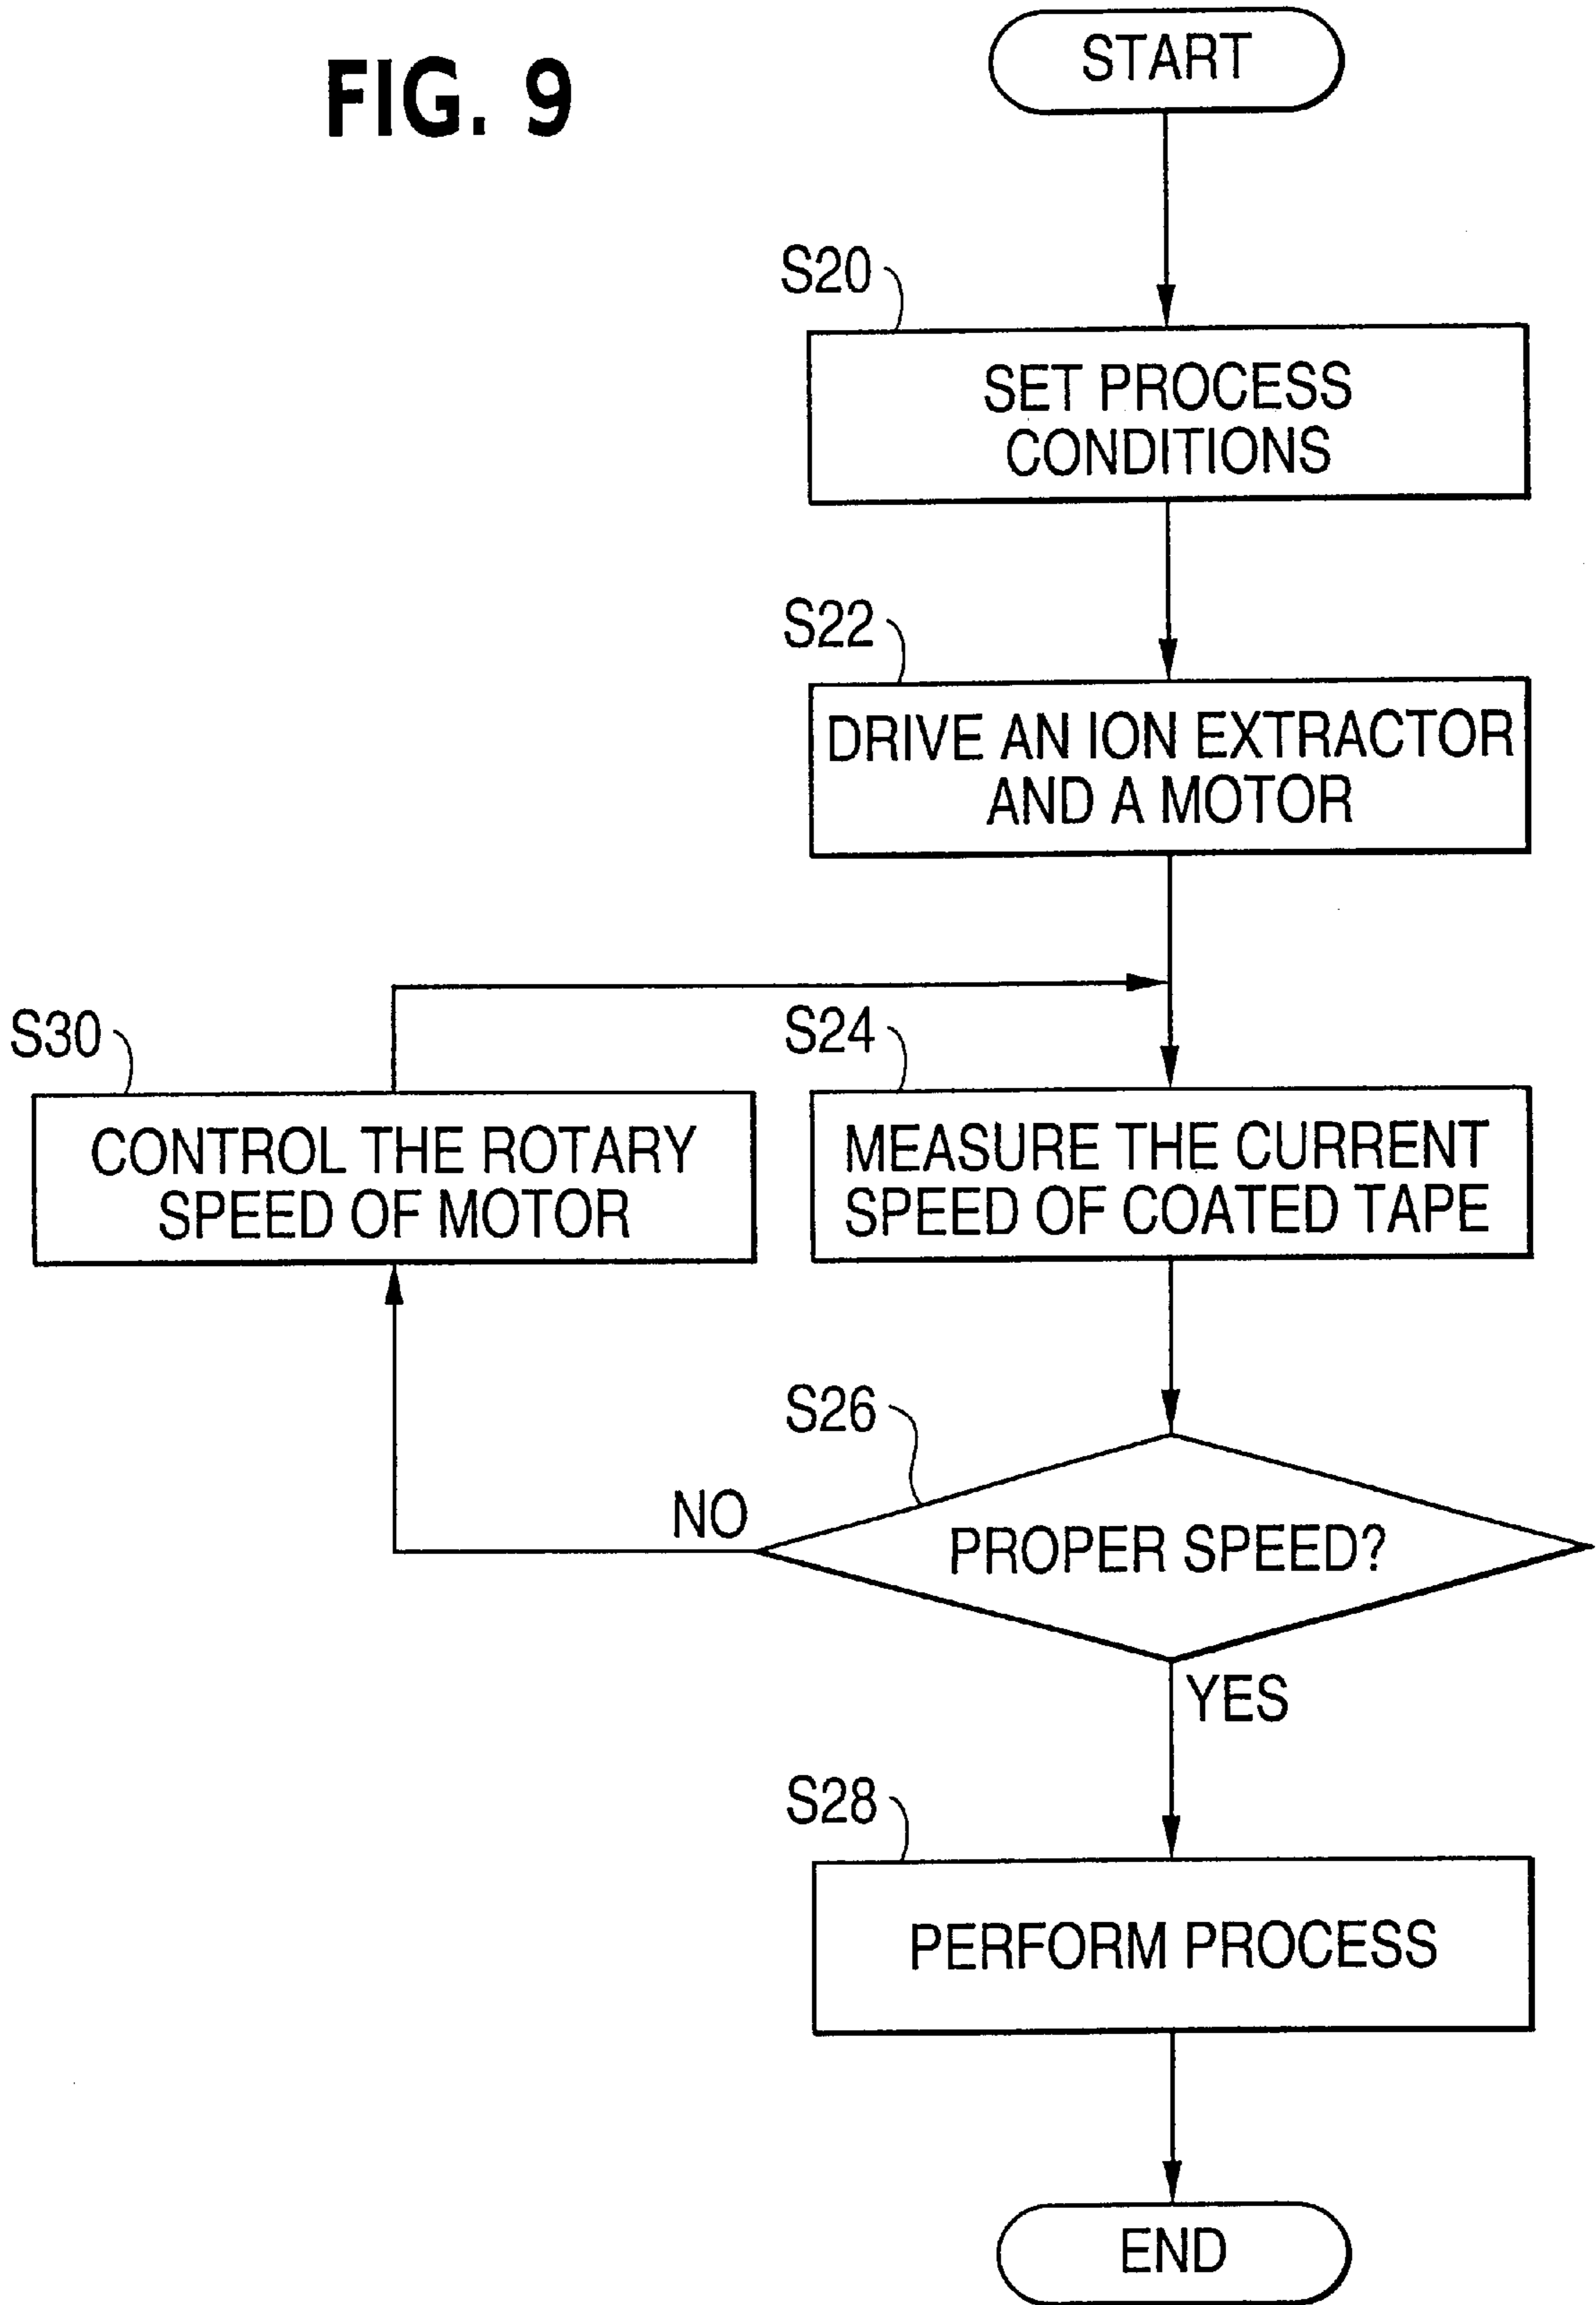 FIG. 9
START
S20
SET PROCESS
CONDITIONS
S22
DRIVE AN ION EXTRACTOR
AND A MOTOR
S30
CONTROL THE ROTARY
SPEED OF MOTOR
S24
MEASURE THE CURRENT
SPEED OF COATED TAPE
S26
NO
PROPER SPEED?
YES
S28
PERFORM PROCESS
END